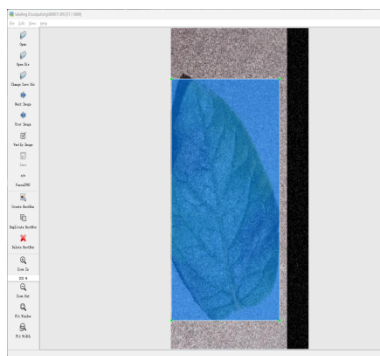 File Edit View Help
Open
Open Dir
Change Save Dir
Next Image
Prev Image
Verify Image
Save
PascalVOC
Create RectBox
Duplicate RectBox
Delete RectBox
Zoom In
Zoom Out
Fit Window
Fit Width